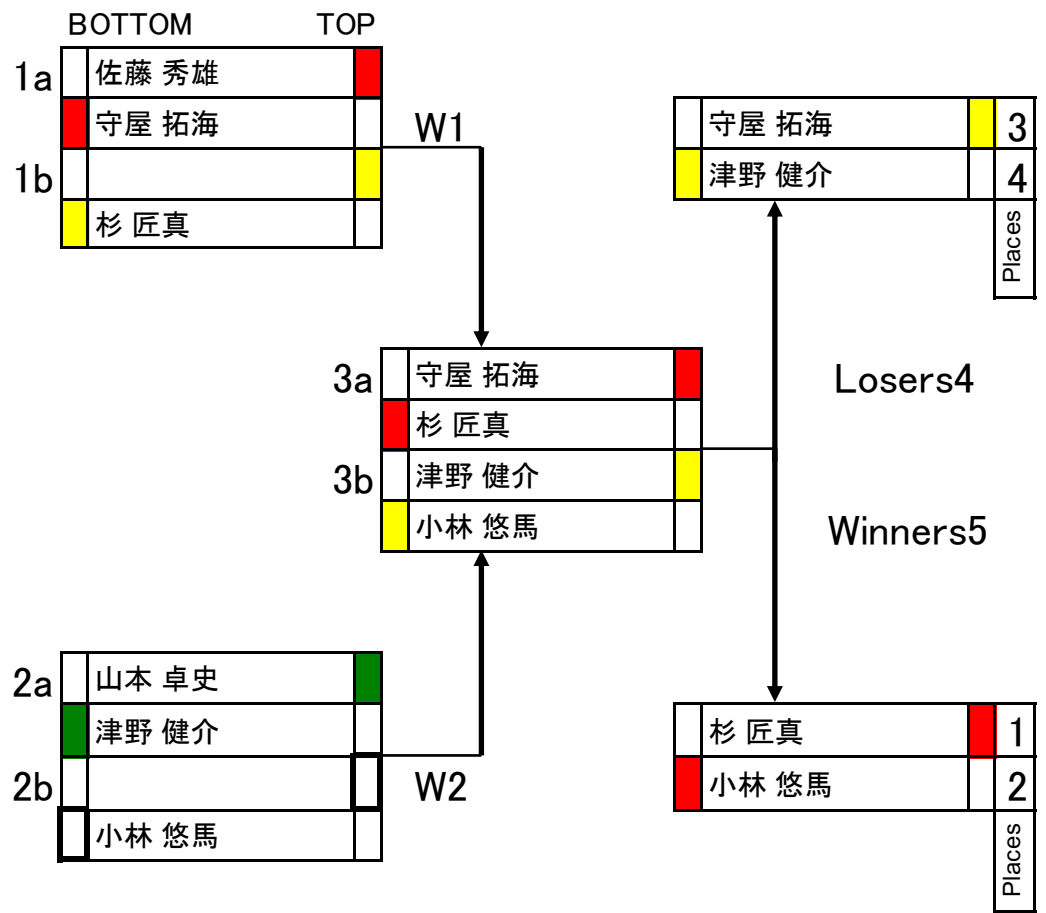 BOTTOM TOP
1a 佐藤 秀雄
守屋 拓海
W1
1b
杉 匠真
守屋 拓海 3
津野 健介 4
Places
3a 守屋 拓海
杉 匠真
3b 津野 健介
小林 悠馬
Losers4
Winners5
2a 山本 卓史
津野 健介
2b
W2
小林 悠馬
杉 匠真 1
小林 悠馬 2
Places